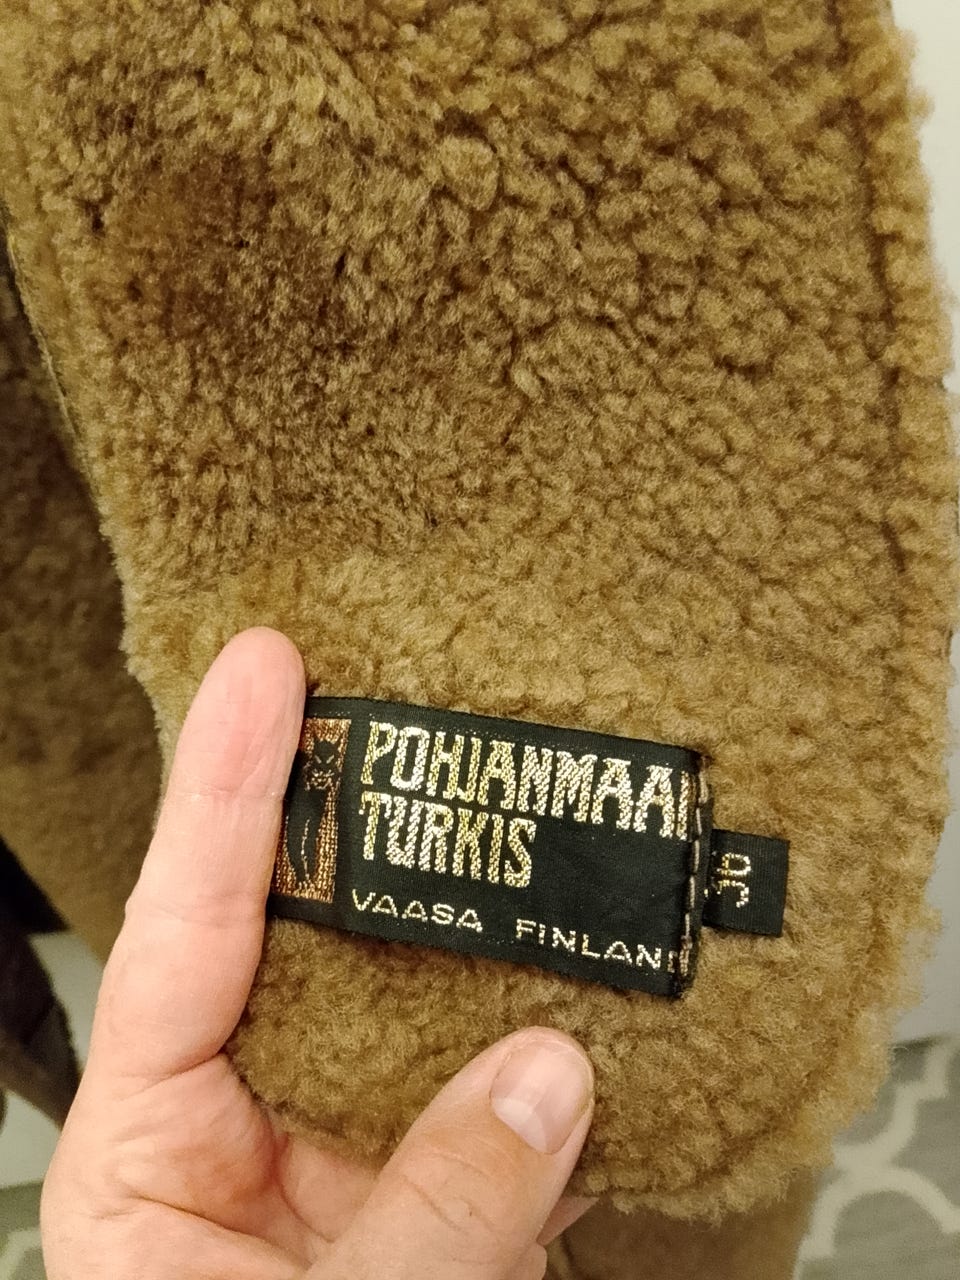 POHJANMAAN
TURKIS
VAASA FINLAND
36